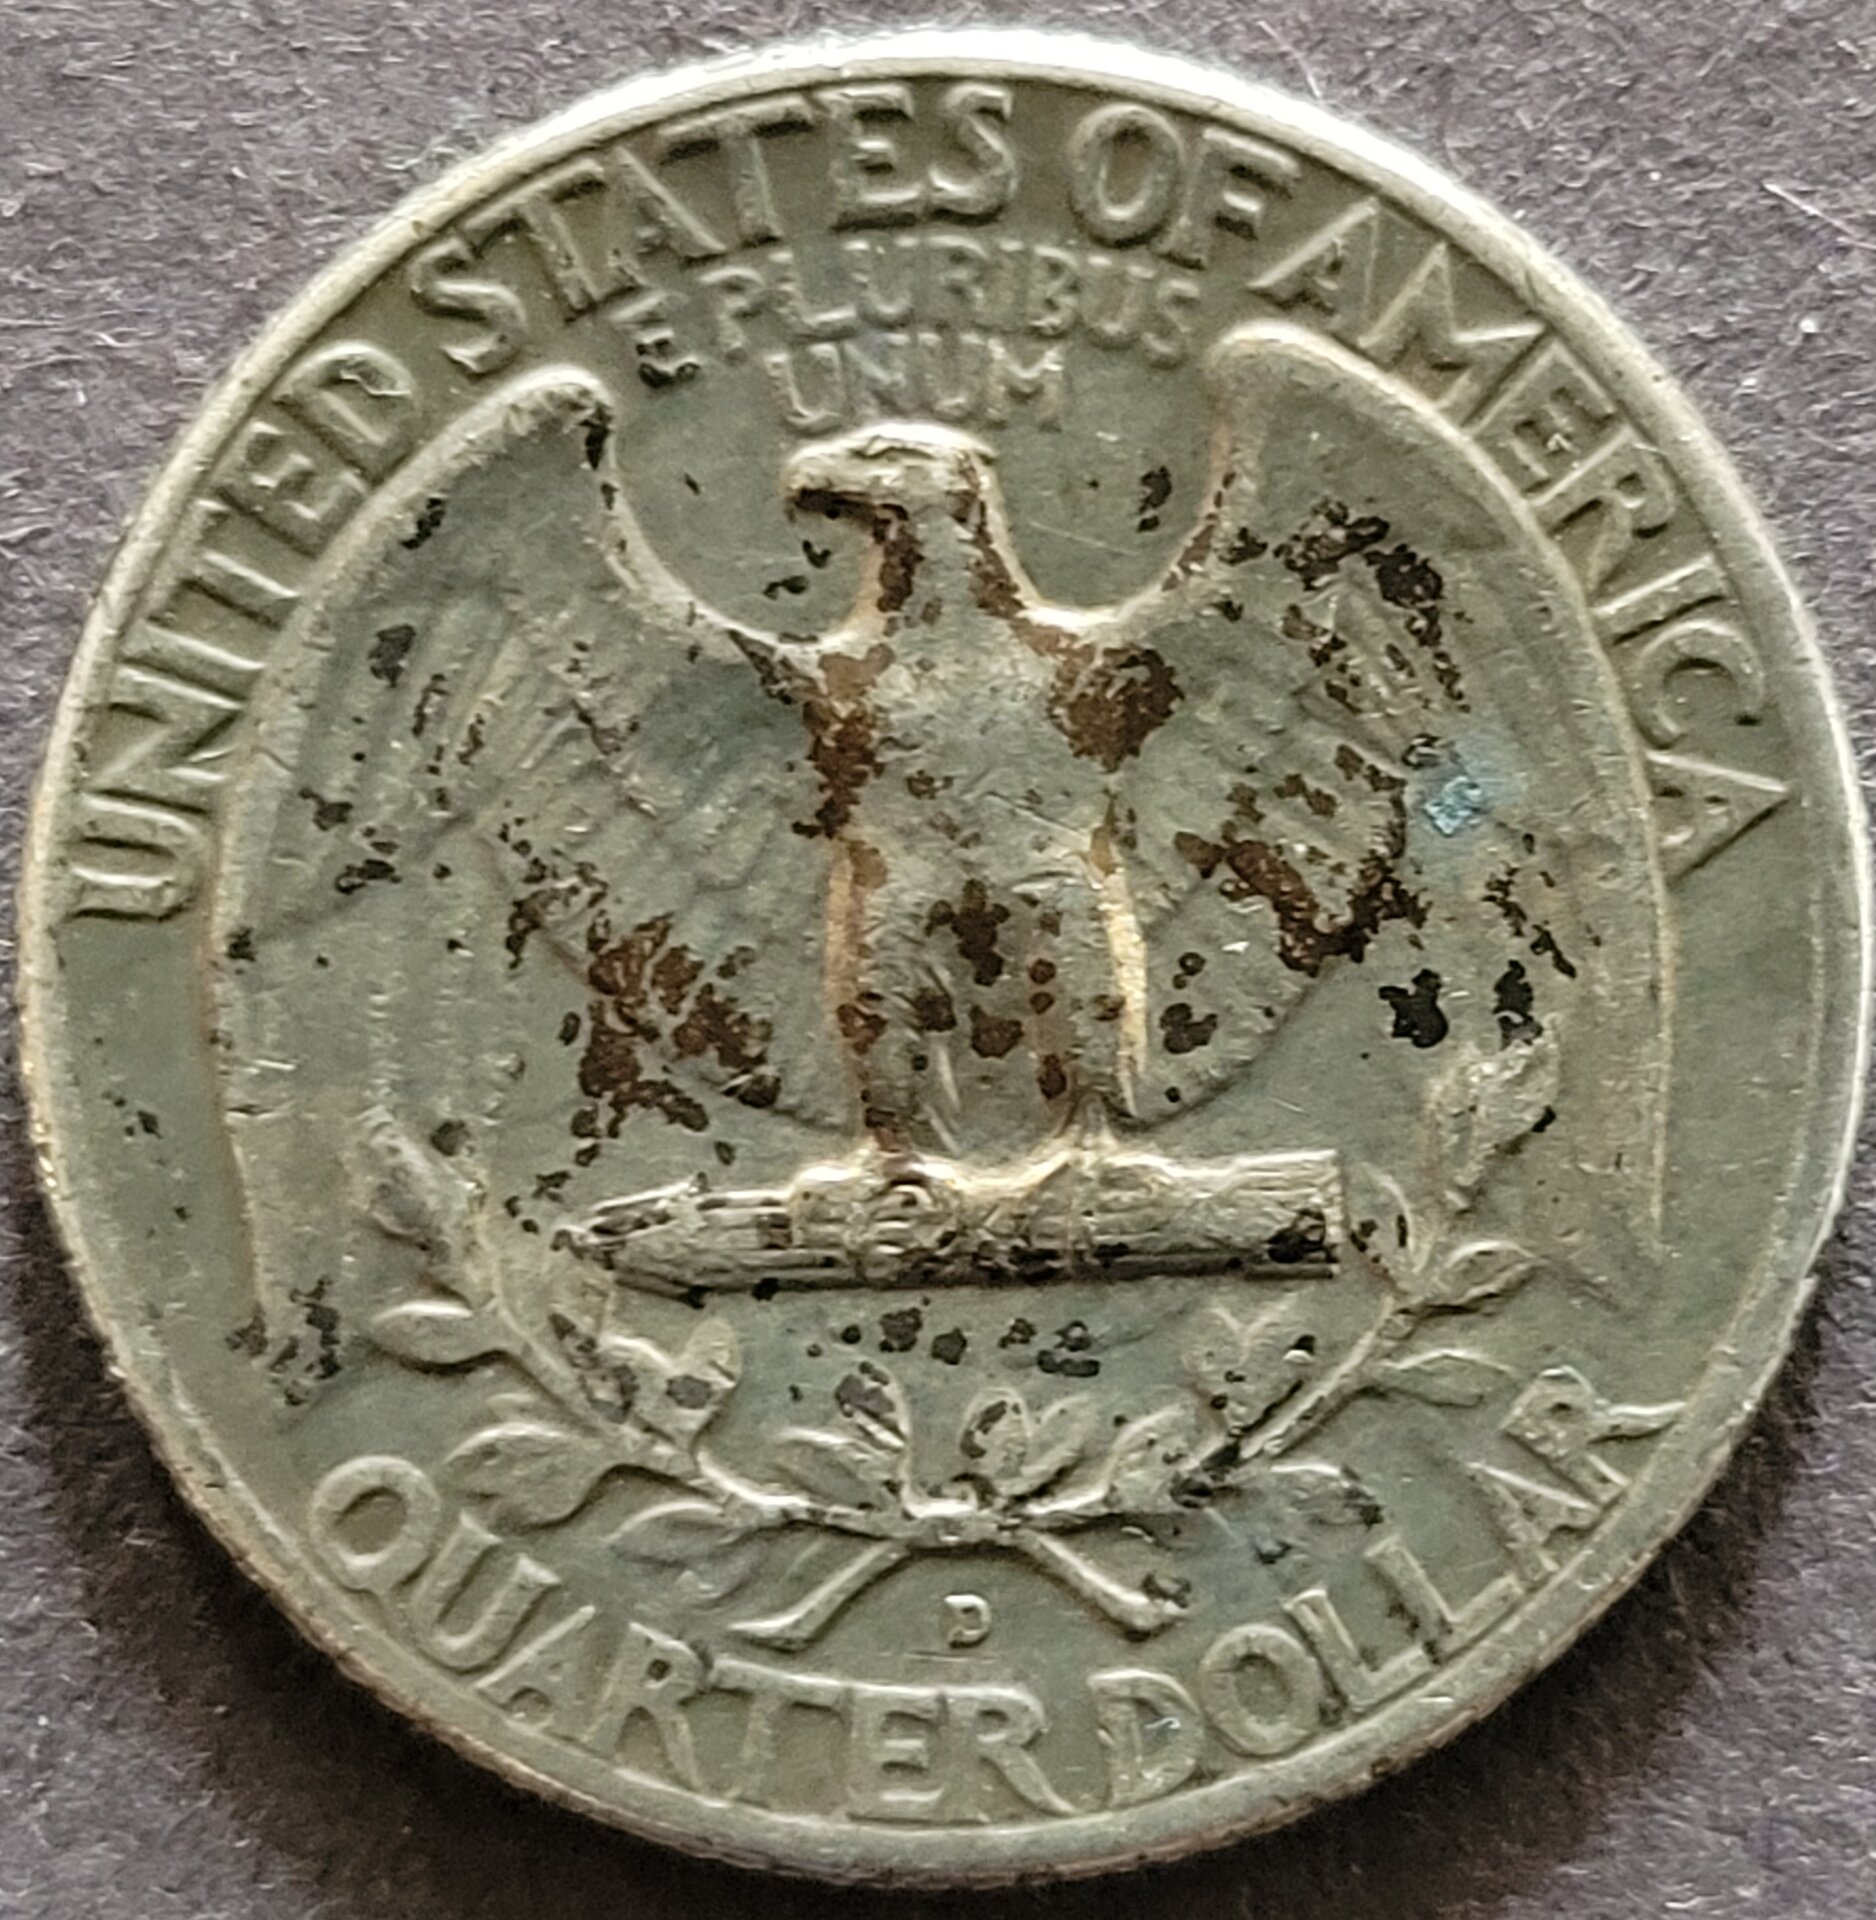 UNITED STATES OF AMERICA
E PLURIBUS
UNUM
D
QUARTER DOLLAR